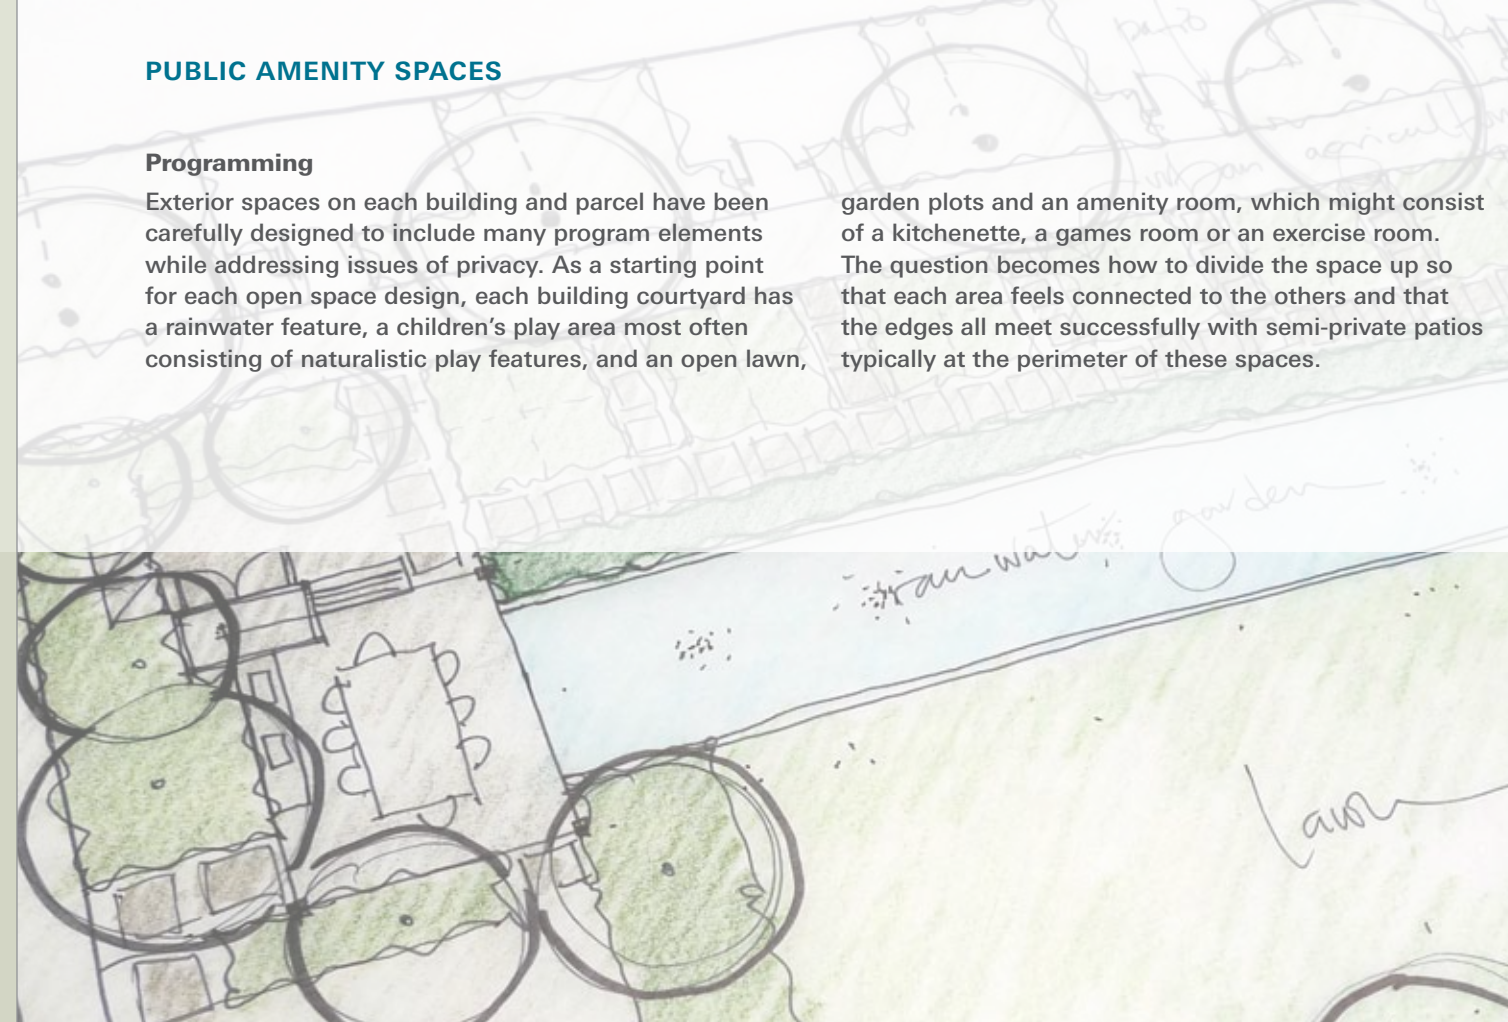 PUBLIC AMENITY SPACES
Programming
Exterior spaces on each building and parcel have been
carefully designed to include many program elements
while addressing issues of privacy. As a starting point
for each open space design, each building courtyard has
a rainwater feature, a children's play area most often
consisting of naturalistic play features, and an open lawn,
garden plots and an amenity room, which might consist
of a kitchenette, a games room or an exercise room.
The question becomes how to divide the space up so
that each area feels connected to the others and that
the edges all meet successfully with semi-private patios
typically at the perimeter of these spaces.
patio
urban agriculture
rain water garden
lawn